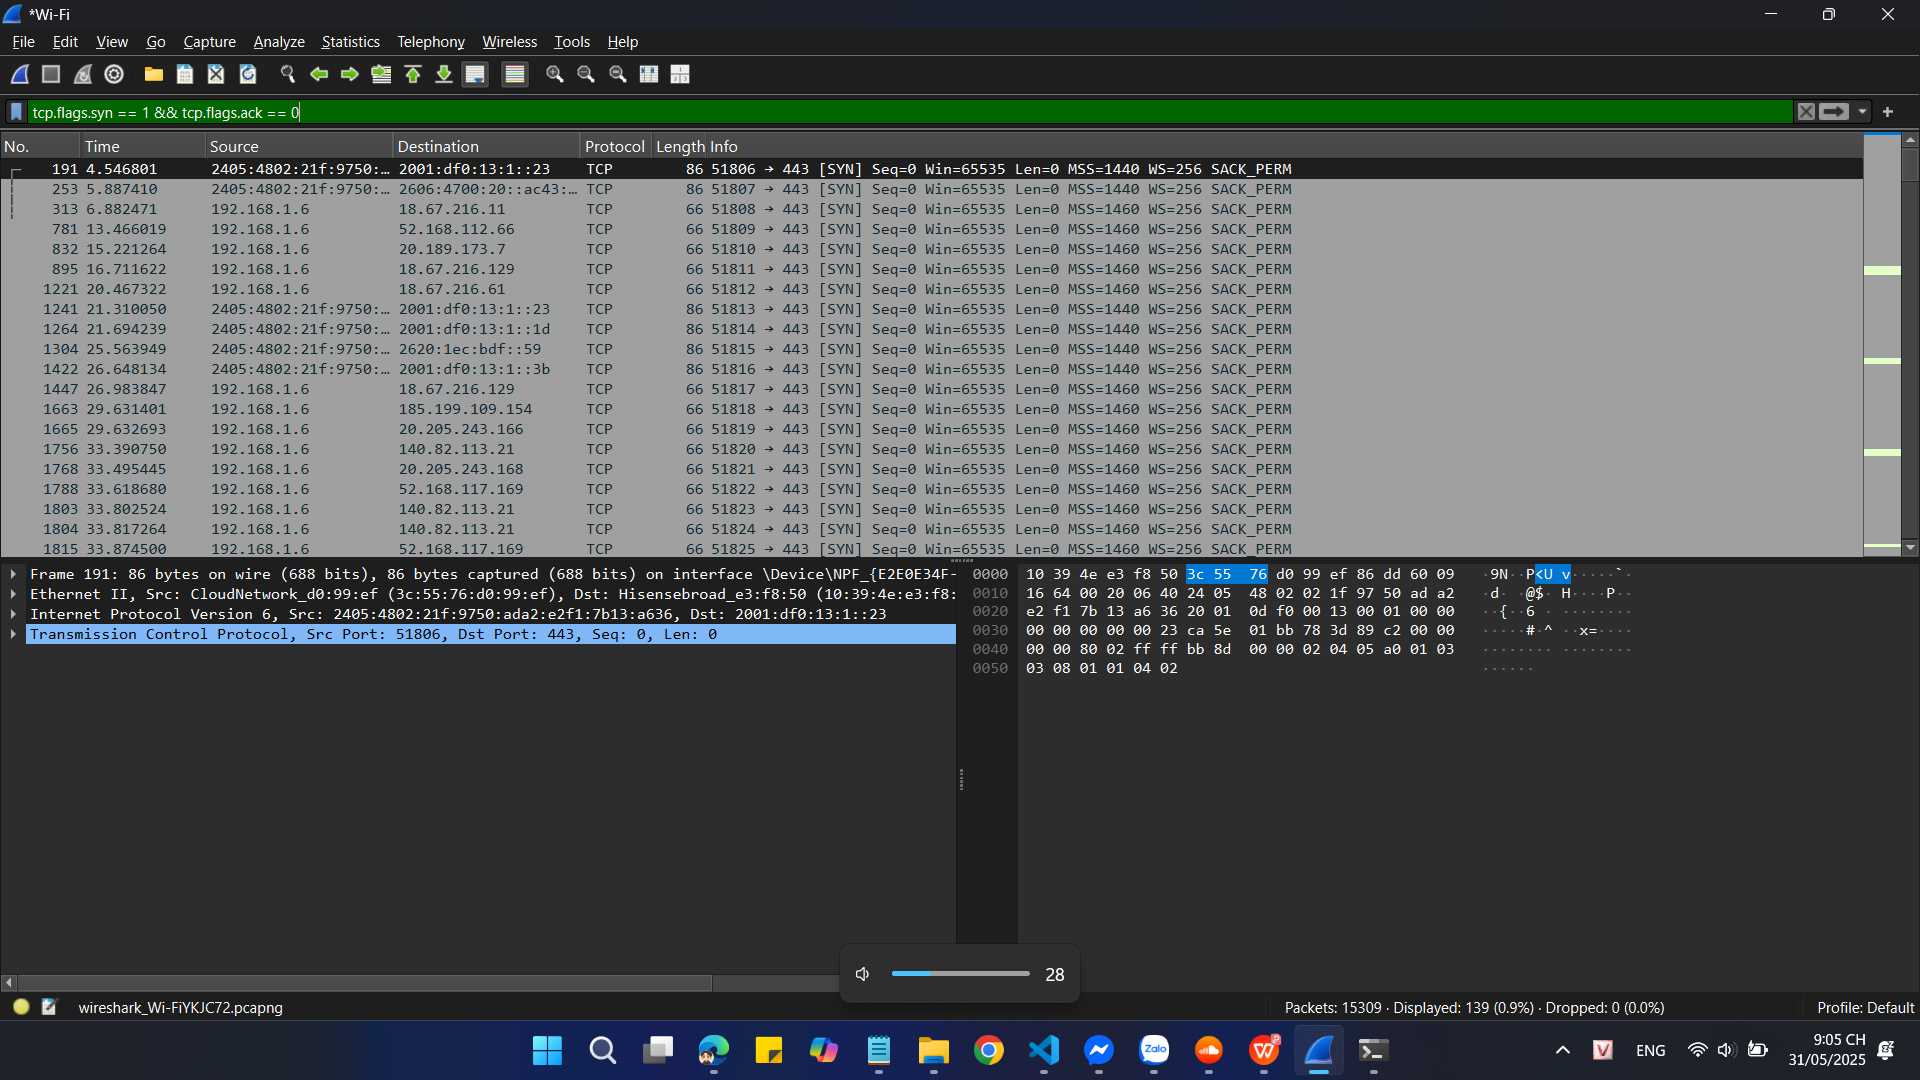 *Wi-Fi
File Edit View Go Capture Analyze Statistics Telephony Wireless Tools Help
tcp.flags.syn == 1 && tcp.flags.ack == 0
No. Time Source Destination Protocol Length Info
191 4.546801 2405:4802:21f:9750:… 2001:df0:13:1::23 TCP 86 51806 → 443 [SYN] Seq=0 Win=65535 Len=0 MSS=1440 WS=256 SACK_PERM
253 5.887410 2405:4802:21f:9750:… 2606:4700:20::ac43:… TCP 86 51807 → 443 [SYN] Seq=0 Win=65535 Len=0 MSS=1440 WS=256 SACK_PERM
313 6.882471 192.168.1.6 18.67.216.11 TCP 66 51808 → 443 [SYN] Seq=0 Win=65535 Len=0 MSS=1460 WS=256 SACK_PERM
781 13.466019 192.168.1.6 52.168.112.66 TCP 66 51809 → 443 [SYN] Seq=0 Win=65535 Len=0 MSS=1460 WS=256 SACK_PERM
832 15.221264 192.168.1.6 20.189.173.7 TCP 66 51810 → 443 [SYN] Seq=0 Win=65535 Len=0 MSS=1460 WS=256 SACK_PERM
895 16.711622 192.168.1.6 18.67.216.129 TCP 66 51811 → 443 [SYN] Seq=0 Win=65535 Len=0 MSS=1460 WS=256 SACK_PERM
1221 20.467322 192.168.1.6 18.67.216.61 TCP 66 51812 → 443 [SYN] Seq=0 Win=65535 Len=0 MSS=1460 WS=256 SACK_PERM
1241 21.310050 2405:4802:21f:9750:… 2001:df0:13:1::23 TCP 86 51813 → 443 [SYN] Seq=0 Win=65535 Len=0 MSS=1440 WS=256 SACK_PERM
1264 21.694239 2405:4802:21f:9750:… 2001:df0:13:1::1d TCP 86 51814 → 443 [SYN] Seq=0 Win=65535 Len=0 MSS=1440 WS=256 SACK_PERM
1304 25.563949 2405:4802:21f:9750:… 2620:1ec:bdf::59 TCP 86 51815 → 443 [SYN] Seq=0 Win=65535 Len=0 MSS=1440 WS=256 SACK_PERM
1422 26.648134 2405:4802:21f:9750:… 2001:df0:13:1::3b TCP 86 51816 → 443 [SYN] Seq=0 Win=65535 Len=0 MSS=1440 WS=256 SACK_PERM
1447 26.983847 192.168.1.6 18.67.216.129 TCP 66 51817 → 443 [SYN] Seq=0 Win=65535 Len=0 MSS=1460 WS=256 SACK_PERM
1663 29.631401 192.168.1.6 185.199.109.154 TCP 66 51818 → 443 [SYN] Seq=0 Win=65535 Len=0 MSS=1460 WS=256 SACK_PERM
1665 29.632693 192.168.1.6 20.205.243.166 TCP 66 51819 → 443 [SYN] Seq=0 Win=65535 Len=0 MSS=1460 WS=256 SACK_PERM
1756 33.390750 192.168.1.6 140.82.113.21 TCP 66 51820 → 443 [SYN] Seq=0 Win=65535 Len=0 MSS=1460 WS=256 SACK_PERM
1768 33.495445 192.168.1.6 20.205.243.168 TCP 66 51821 → 443 [SYN] Seq=0 Win=65535 Len=0 MSS=1460 WS=256 SACK_PERM
1788 33.618680 192.168.1.6 52.168.117.169 TCP 66 51822 → 443 [SYN] Seq=0 Win=65535 Len=0 MSS=1460 WS=256 SACK_PERM
1803 33.802524 192.168.1.6 140.82.113.21 TCP 66 51823 → 443 [SYN] Seq=0 Win=65535 Len=0 MSS=1460 WS=256 SACK_PERM
1804 33.817264 192.168.1.6 140.82.113.21 TCP 66 51824 → 443 [SYN] Seq=0 Win=65535 Len=0 MSS=1460 WS=256 SACK_PERM
1815 33.874500 192.168.1.6 52.168.117.169 TCP 66 51825 → 443 [SYN] Seq=0 Win=65535 Len=0 MSS=1460 WS=256 SACK_PERM
Frame 191: 86 bytes on wire (688 bits), 86 bytes captured (688 bits) on interface \Device\NPF_{E2E0E34F-
Ethernet II, Src: CloudNetwork_d0:99:ef (3c:55:76:d0:99:ef), Dst: Hisensebroad_e3:f8:50 (10:39:4e:e3:f8:
Internet Protocol Version 6, Src: 2405:4802:21f:9750:ada2:e2f1:7b13:a636, Dst: 2001:df0:13:1::23
Transmission Control Protocol, Src Port: 51806, Dst Port: 443, Seq: 0, Len: 0
0000 10 39 4e e3 f8 50 3c 55 76 d0 99 ef 86 dd 60 09 ·9N··P<U v·····`·
0010 16 64 00 20 06 40 24 05 48 02 02 1f 97 50 ad a2 ·d· ·@$· H····P··
0020 e2 f1 7b 13 a6 36 20 01 0d f0 00 13 00 01 00 00 ··{··6 · ········
0030 00 00 00 00 00 23 ca 5e 01 bb 78 3d 89 c2 00 00 ·····#·^ ··x=····
0040 00 00 80 02 ff ff bb 8d 00 00 02 04 05 a0 01 03 ········ ········
0050 03 08 01 01 04 02 ······
28
wireshark_Wi-FiYKJC72.pcapng
Packets: 15309 · Displayed: 139 (0.9%) · Dropped: 0 (0.0%)
Profile: Default
Zalo
W
V
ENG
9:05 CH
31/05/2025